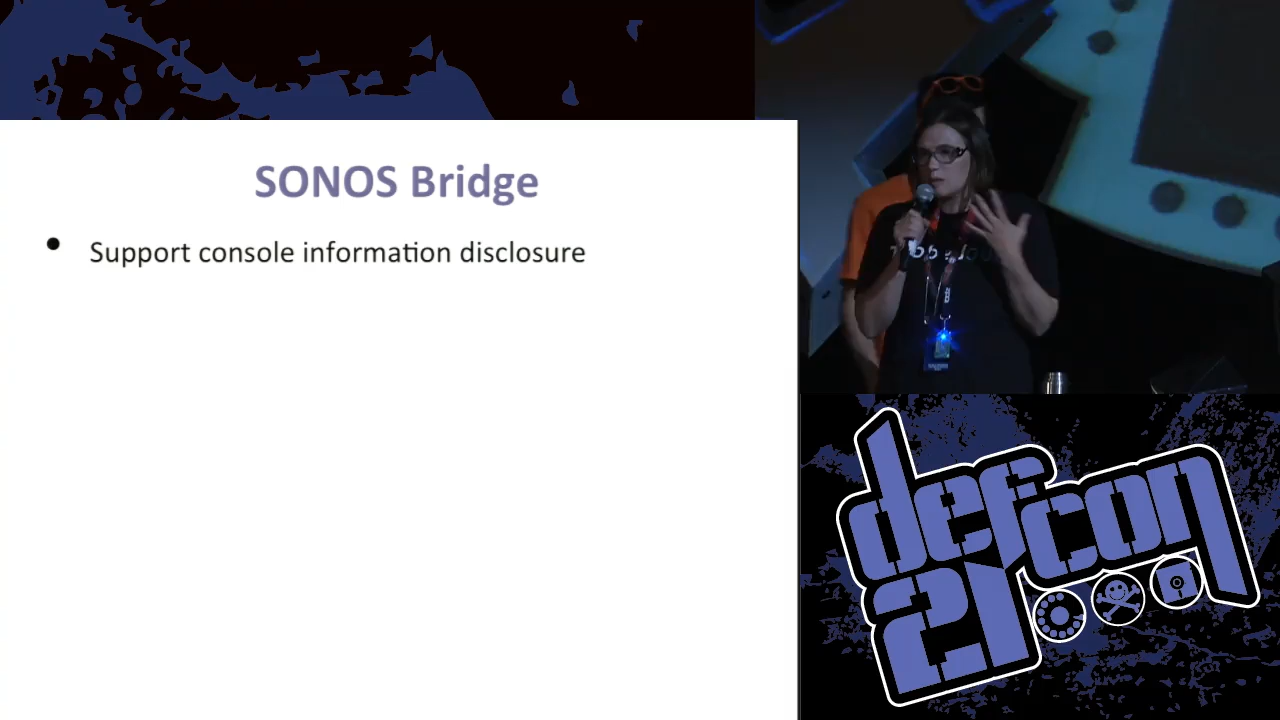 SONOS Bridge
• Support console information disclosure
defcon
21